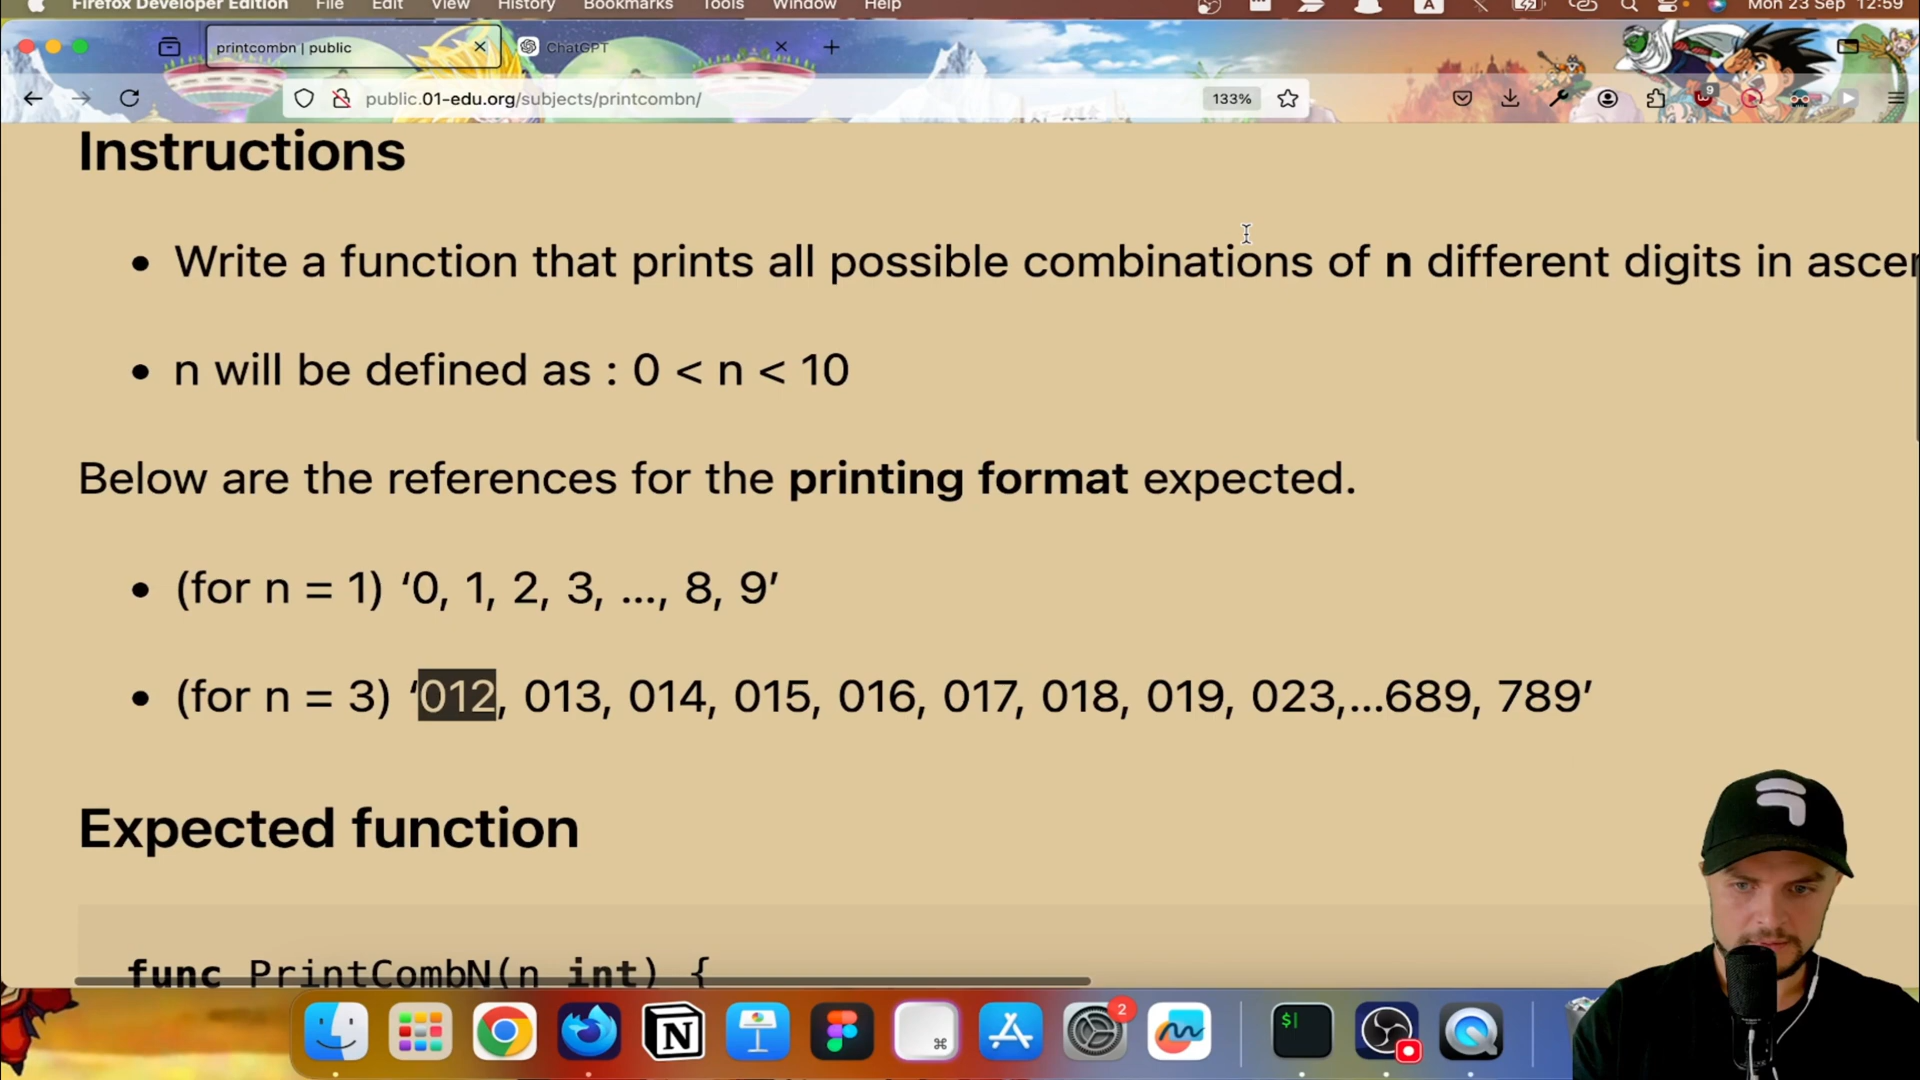 Firefox Developer Edition File Edit View History Bookmarks Tools Window Help A Mon 23 Sep 12:59
printcombn | public ChatGPT
public.01-edu.org/subjects/printcombn/ 133% 9
Instructions
• Write a function that prints all possible combinations of n different digits in ascen
• n will be defined as : 0 < n < 10
Below are the references for the printing format expected.
• (for n = 1) ‘0, 1, 2, 3, ..., 8, 9’
• (for n = 3) ‘012, 013, 014, 015, 016, 017, 018, 019, 023,...689, 789’
Expected function
func PrintCombN(n int) {
2
$
⌘